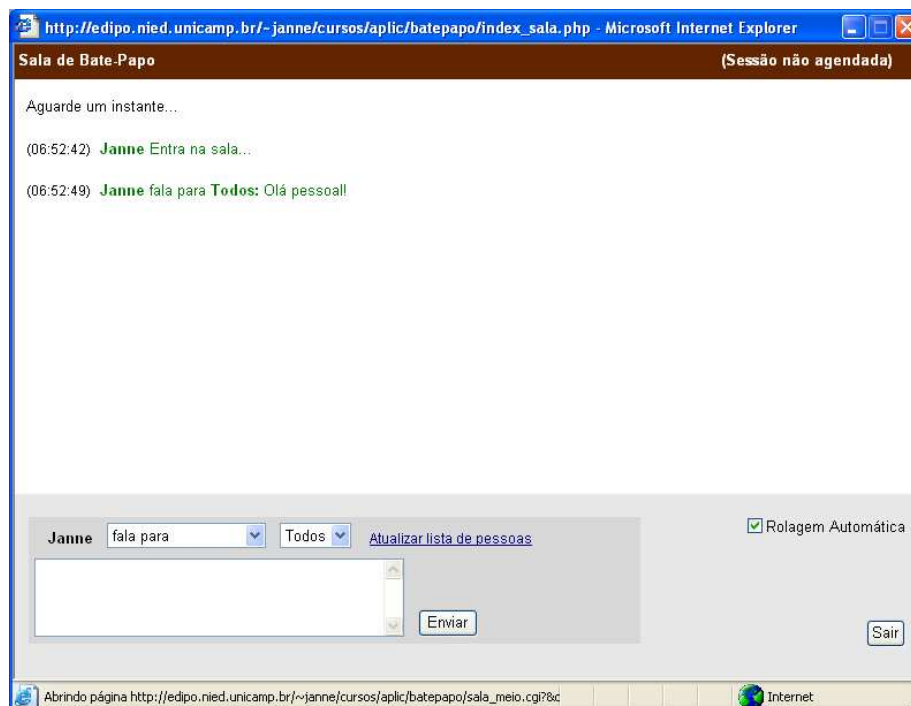 http://edipo.nied.unicamp.br/~janne/cursos/aplic/batepapo/index_sala.php - Microsoft Internet Explorer
Sala de Bate-Papo (Sessão não agendada)
Aguarde um instante...
(06:52:42) Janne Entra na sala...
(06:52:49) Janne fala para Todos: Olá pessoal!
Janne fala para Todos Atualizar lista de pessoas
Rolagem Automática
Enviar
Sair
Abrindo página http://edipo.nied.unicamp.br/~janne/cursos/aplic/batepapo/sala_meio.cgi?&c Internet